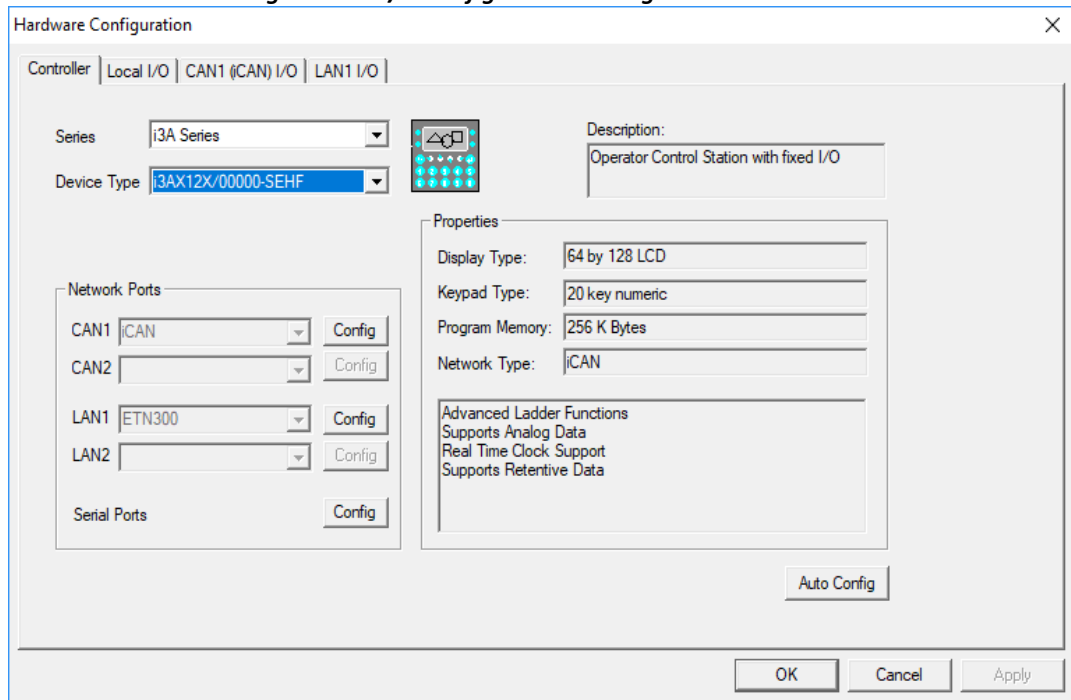 Hardware Configuration
Controller Local I/O CAN1 (iCAN) I/O LAN1 I/O
Series i3A Series
Device Type i3AX12X/00000-SEHF
Description:
Operator Control Station with fixed I/O
Properties
Display Type: 64 by 128 LCD
Keypad Type: 20 key numeric
Program Memory: 256 K Bytes
Network Type: iCAN
Advanced Ladder Functions
Supports Analog Data
Real Time Clock Support
Supports Retentive Data
Network Ports
CAN1 iCAN Config
CAN2 Config
LAN1 ETN300 Config
LAN2 Config
Serial Ports Config
Auto Config
OK Cancel Apply